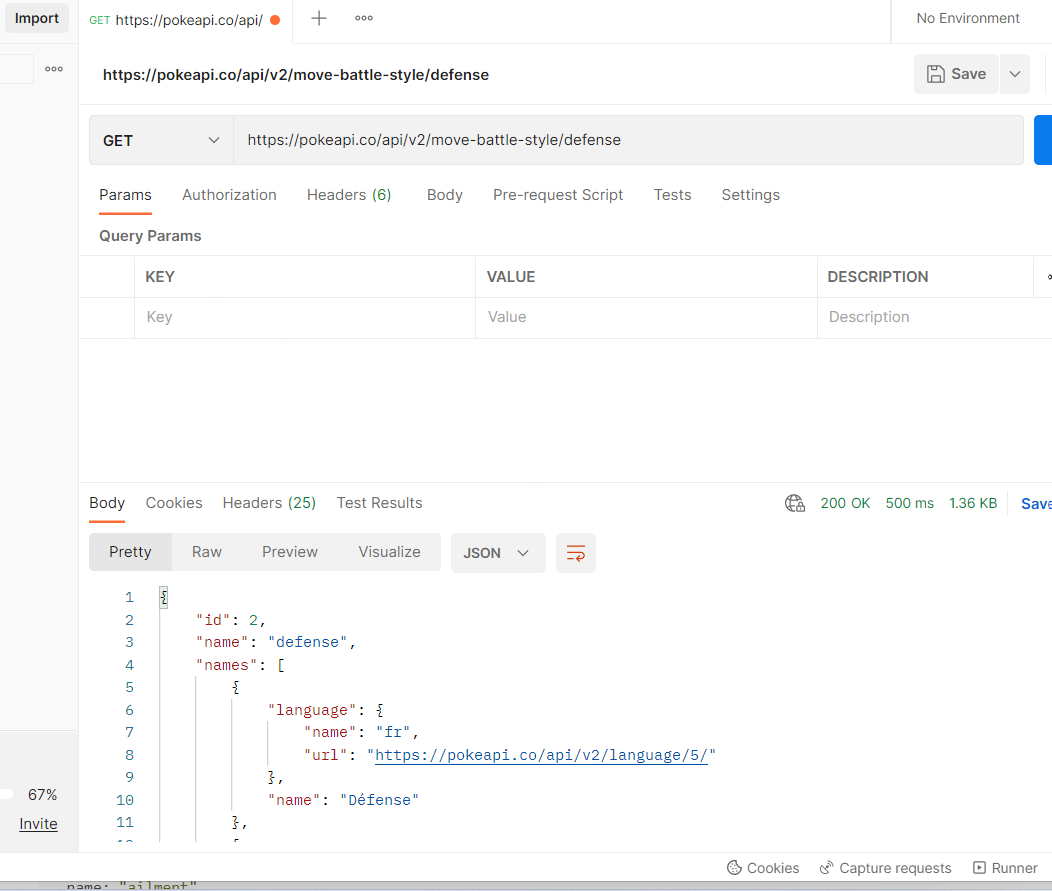 Import
GET https://pokeapi.co/api/
No Environment
https://pokeapi.co/api/v2/move-battle-style/defense
Save
GET
https://pokeapi.co/api/v2/move-battle-style/defense
Params Authorization Headers (6) Body Pre-request Script Tests Settings
Query Params
KEY VALUE DESCRIPTION
Key Value Description
Body Cookies Headers (25) Test Results 200 OK 500 ms 1.36 KB Save
Pretty Raw Preview Visualize JSON
1 {
2 "id": 2,
3 "name": "defense",
4 "names": [
5 {
6 "language": {
7 "name": "fr",
8 "url": "https://pokeapi.co/api/v2/language/5/"
9 },
10 "name": "Défense"
11 },
67%
Invite
Cookies Capture requests Runner
name: "ailment"